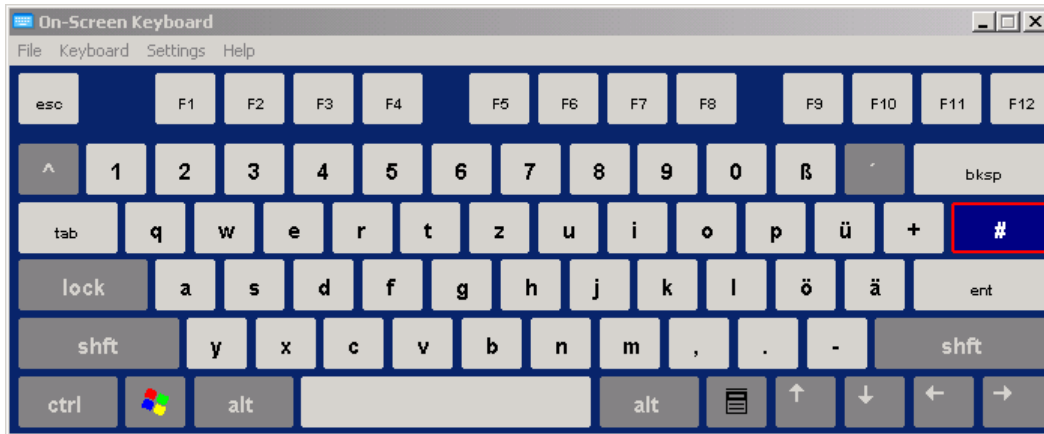 On-Screen Keyboard
File Keyboard Settings Help
esc F1 F2 F3 F4 F5 F6 F7 F8 F9 F10 F11 F12
^ 1 2 3 4 5 6 7 8 9 0 ß ´ bksp
tab q w e r t z u i o p ü + #
lock a s d f g h j k l ö ä ent
shft y x c v b n m , . - shft
ctrl alt alt ↑ ↓ ← →